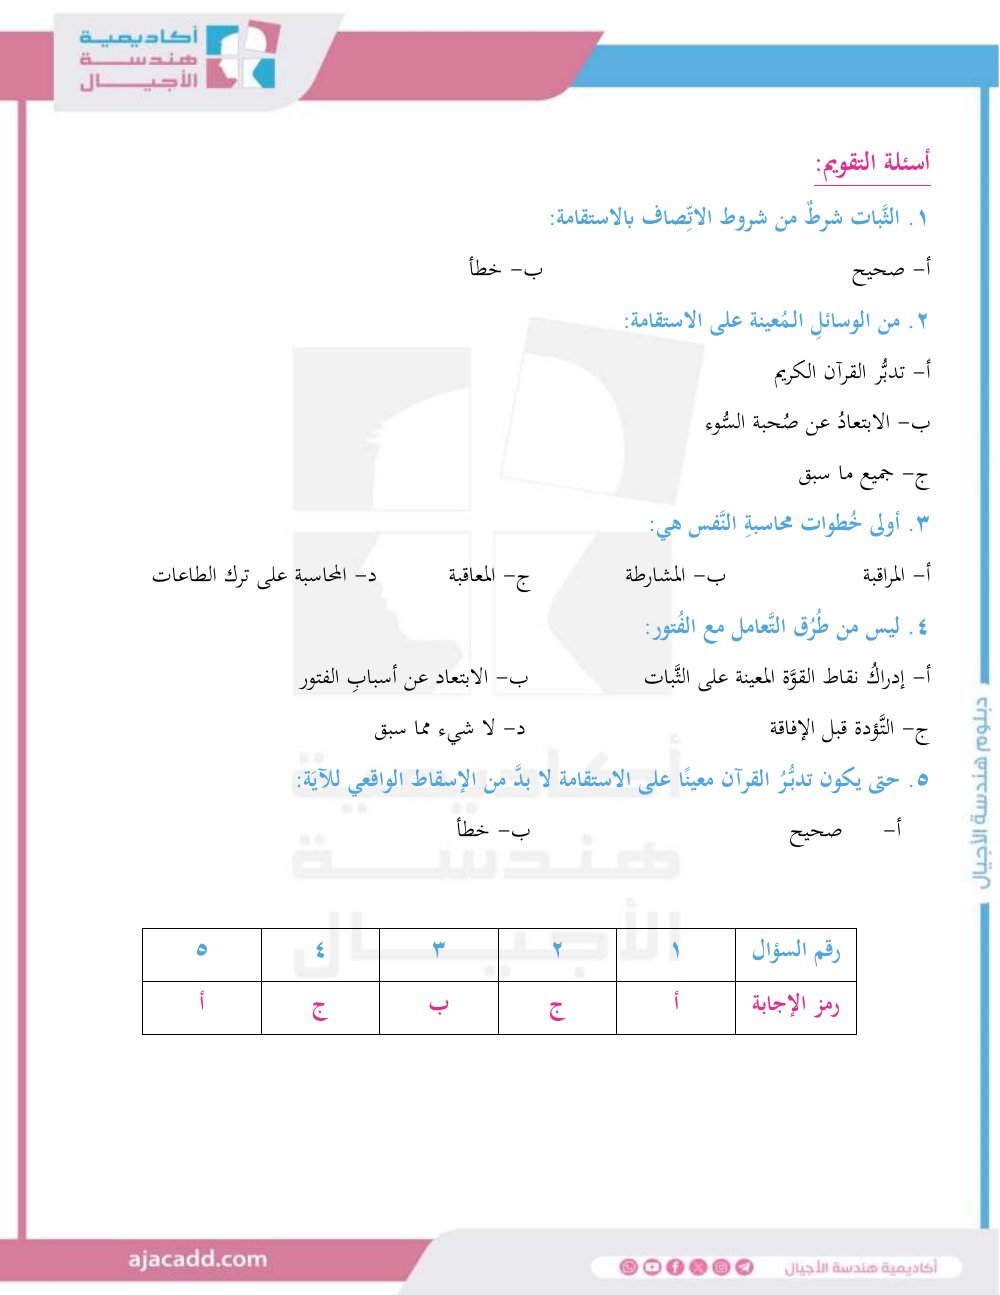 أكاديمية
هندسة
الأجيال
أسئلة التقويم:
١. الثَّبات شرطٌ من شروط الاتِّصاف بالاستقامة:
أ- صحيح ب- خطأ
٢. من الوسائلِ المُعينة على الاستقامة:
أ- تدبُّر القرآن الكريم
ب- الابتعادُ عن صُحبة السُّوء
ج- جميع ما سبق
٣. أولى خُطوات محاسبةِ النَّفس هي:
أ- المراقبة ب- المشارطة ج- المعاقبة د- المحاسبة على ترك الطاعات
٤. ليس من طُرُق التَّعامل مع الفُتور:
أ- إدراكُ نقاط القوَّة المعينة على الثَّبات ب- الابتعاد عن أسبابِ الفتور
ج- التَّؤدة قبل الإفاقة د- لا شيء مما سبق
٥. حتى يكون تدبُّرُ القرآن معينًا على الاستقامة لا بدَّ من الإسقاط الواقعي للآيَة:
أ- صحيح ب- خطأ
أكاديمية
هندسة
الأجيال
رقم السؤال ١ ٢ ٣ ٤ ٥
رمز الإجابة أ ج ب ج أ
دبلوم هندسة الأجيال
أكاديمية هندسة الأجيال
ajacadd.com